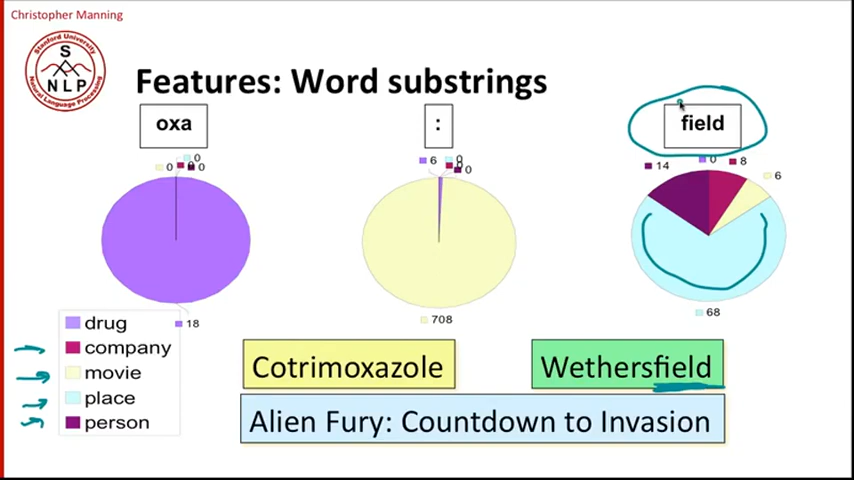 Christopher Manning
Stanford University
S
NLP
Natural Language Processing
Features: Word substrings
oxa
:
field
0
0
0
0
18
6
0
0
0
708
14
0
8
6
68
drug
company
movie
place
person
Cotrimoxazole
Wethersfield
Alien Fury: Countdown to Invasion